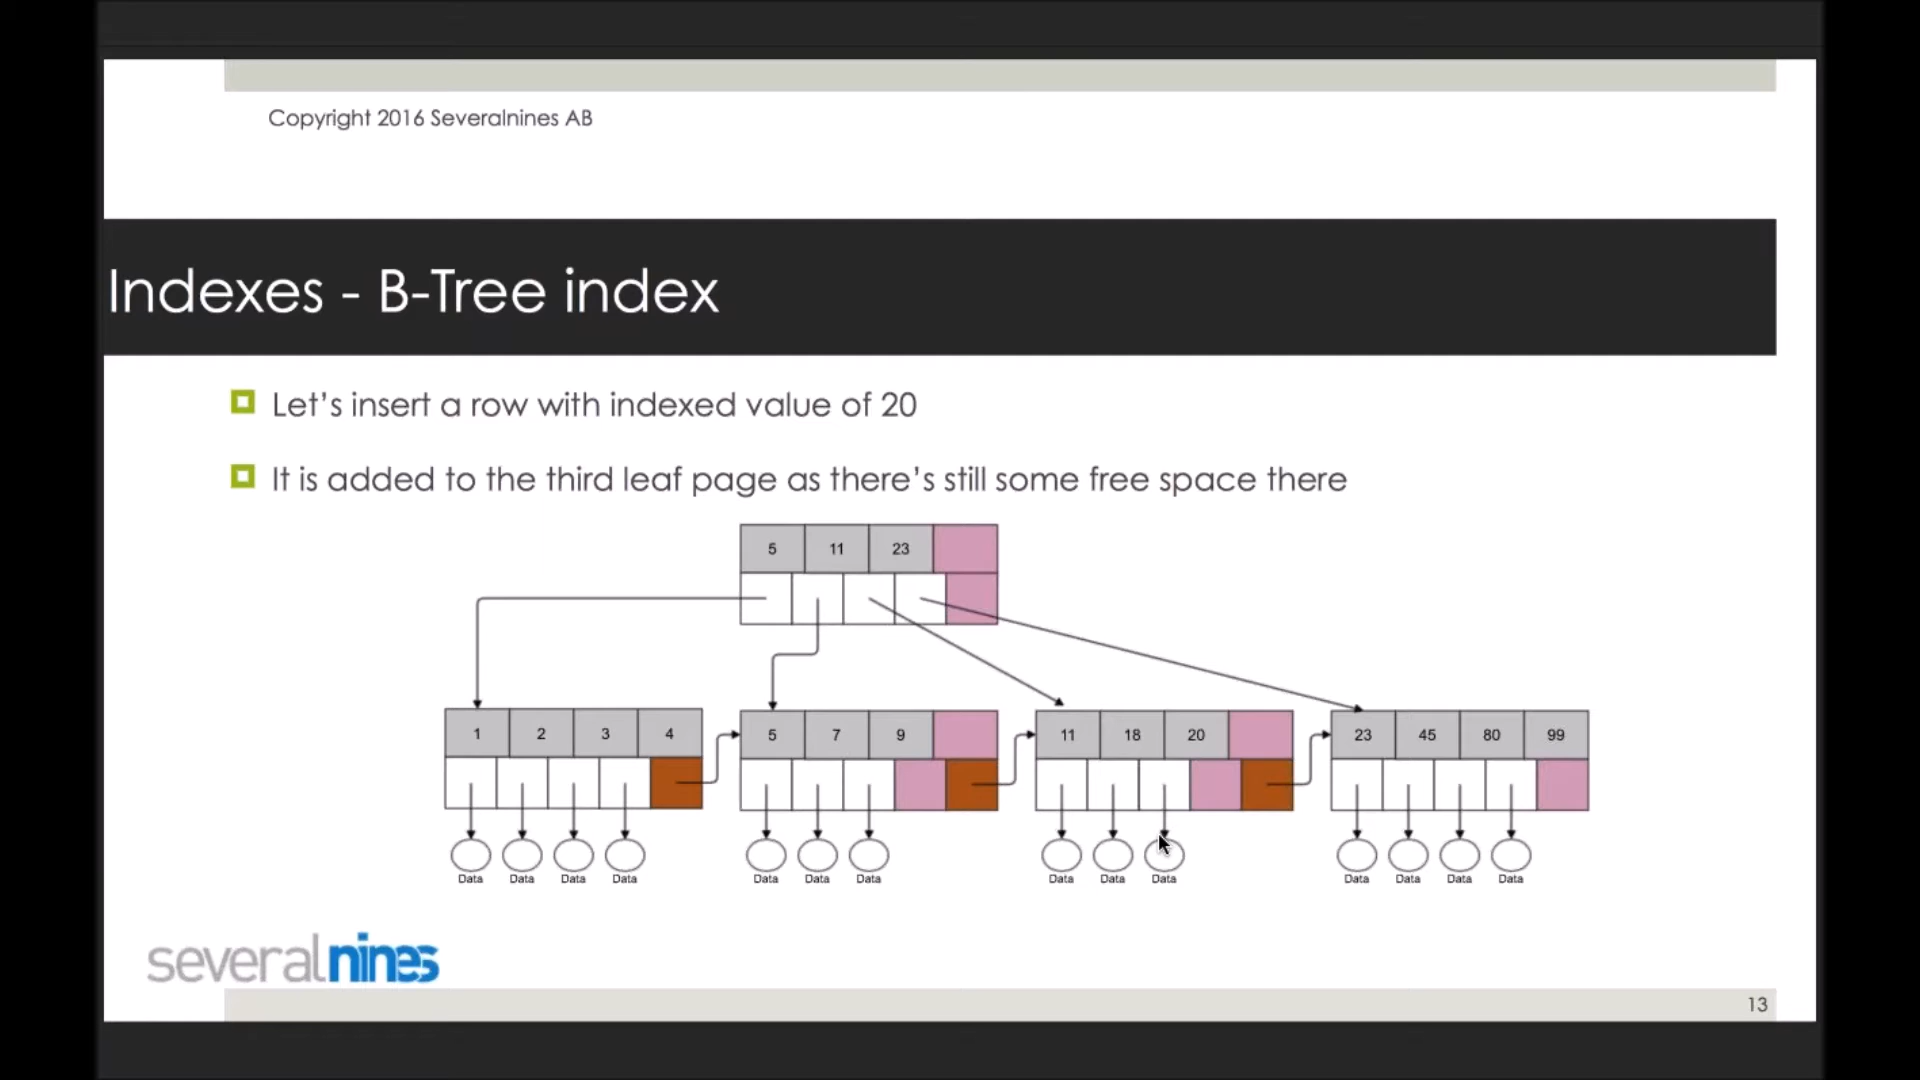 Copyright 2016 Severalnines AB
Indexes - B-Tree index
Let's insert a row with indexed value of 20
It is added to the third leaf page as there's still some free space there
5 11 23
1 2 3 4 5 7 9 11 18 20 23 45 80 99
Data Data Data Data Data Data Data Data Data Data Data Data Data Data
severalnines
13